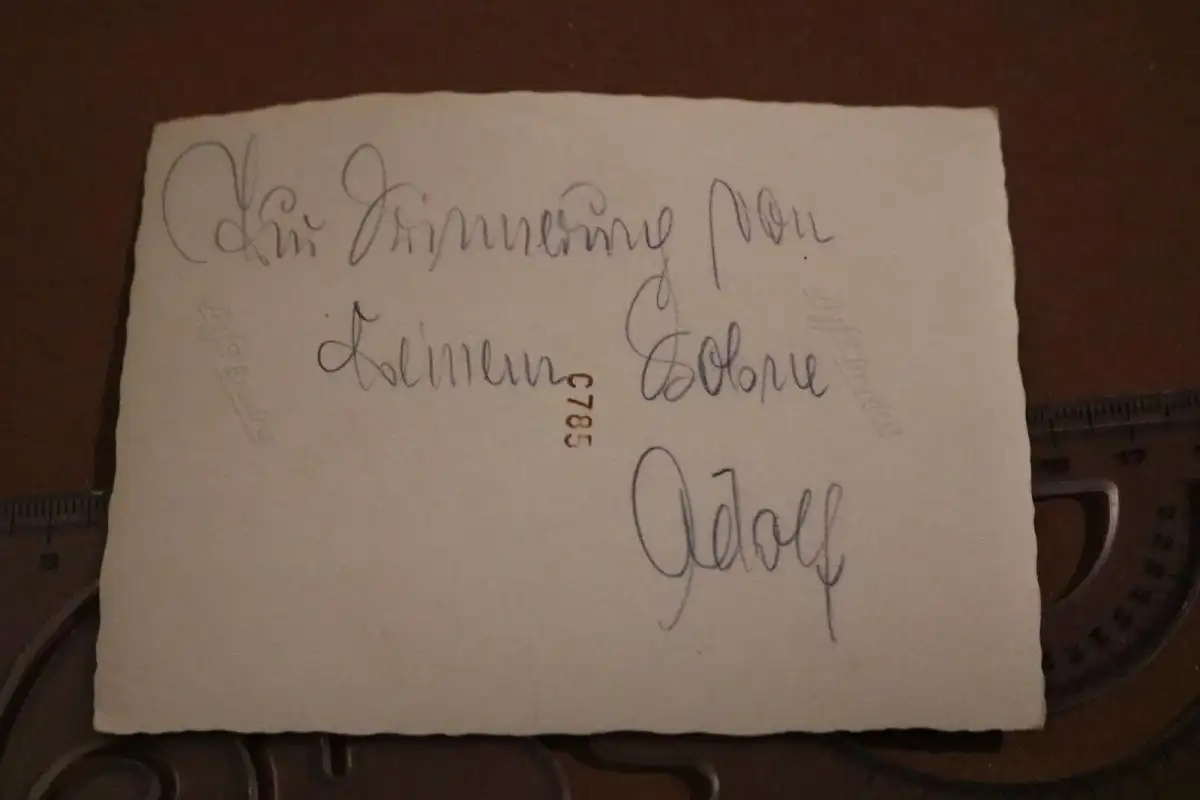 Zur Erinnerung von
Deinem Sohne
C785
Adolf